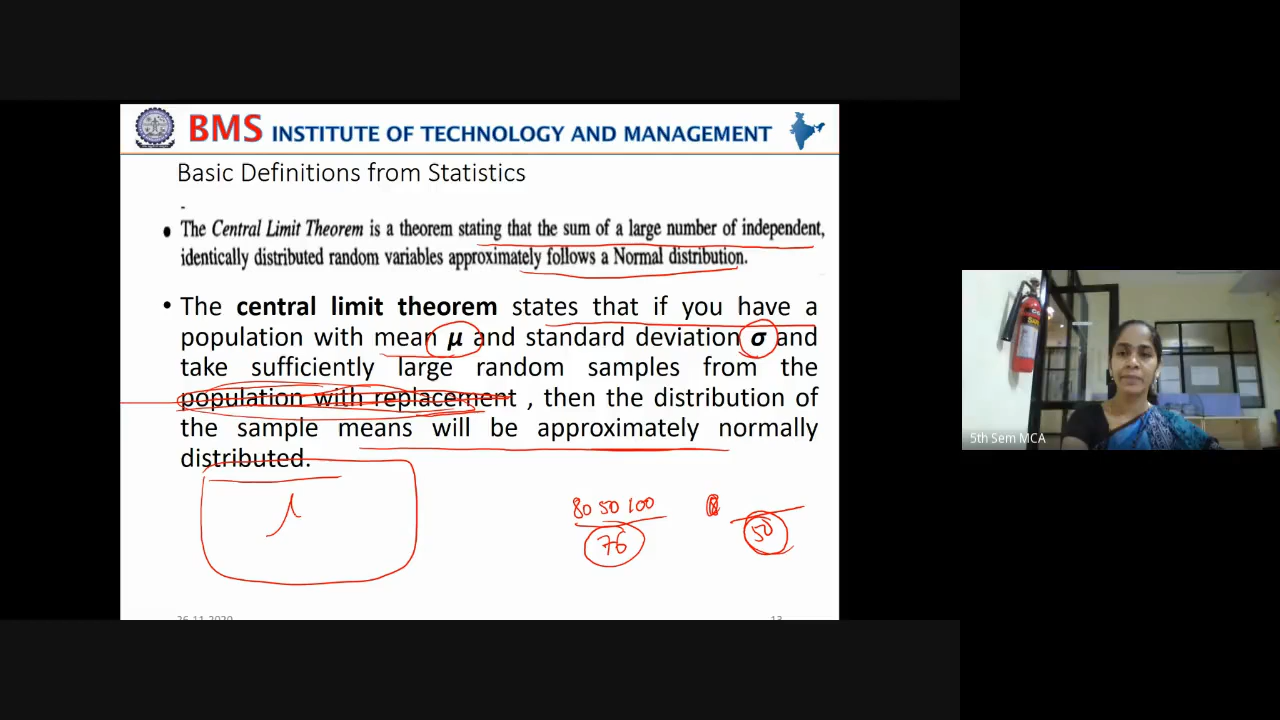 BMS INSTITUTE OF TECHNOLOGY AND MANAGEMENT
Basic Definitions from Statistics
• The Central Limit Theorem is a theorem stating that the sum of a large number of independent,
identically distributed random variables approximately follows a Normal distribution.
• The central limit theorem states that if you have a
population with mean μ and standard deviation σ and
take sufficiently large random samples from the
population with replacement , then the distribution of
the sample means will be approximately normally
distributed.
80 50 100
76
50
26.11.2020
13
5th Sem MCA